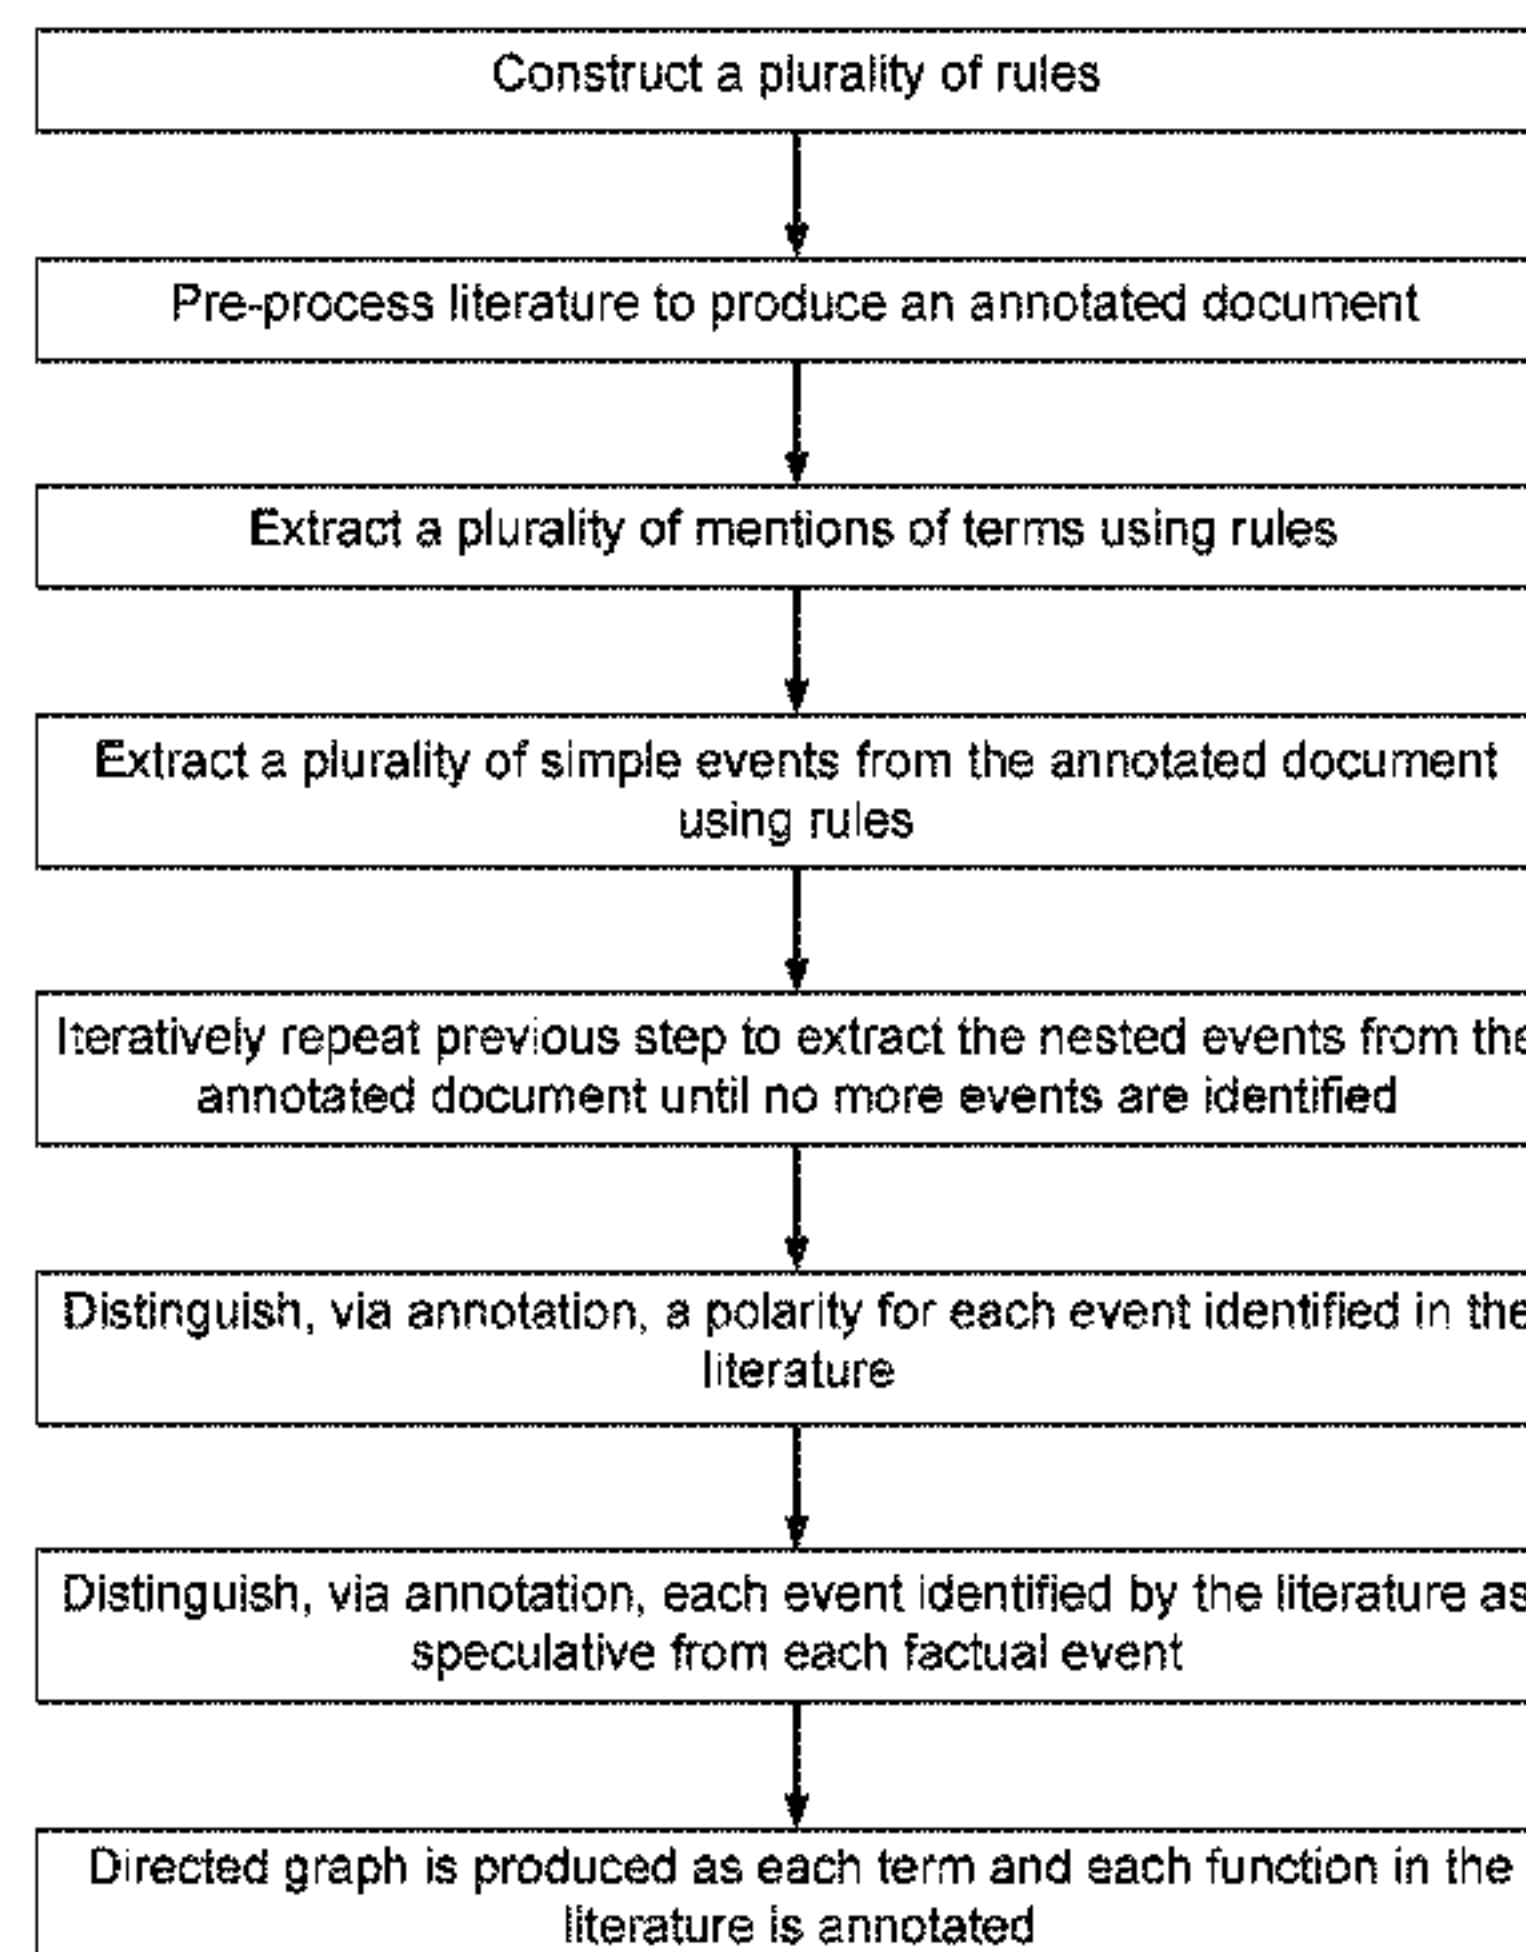 Construct a plurality of rules
Pre-process literature to produce an annotated document
Extract a plurality of mentions of terms using rules
Extract a plurality of simple events from the annotated document
using rules
Iteratively repeat previous step to extract the nested events from the
annotated document until no more events are identified
Distinguish, via annotation, a polarity for each event identified in the
literature
Distinguish, via annotation, each event identified by the literature as
speculative from each factual event
Directed graph is produced as each term and each function in the
literature is annotated